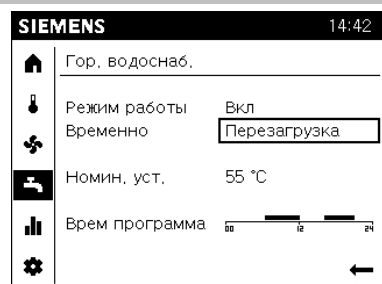 SIEMENS 14:42
Гор. водоснаб.
Режим работы Вкл
Временно Перезагрузка
Номин. уст. 55 °C
Врем программа 00 12 24